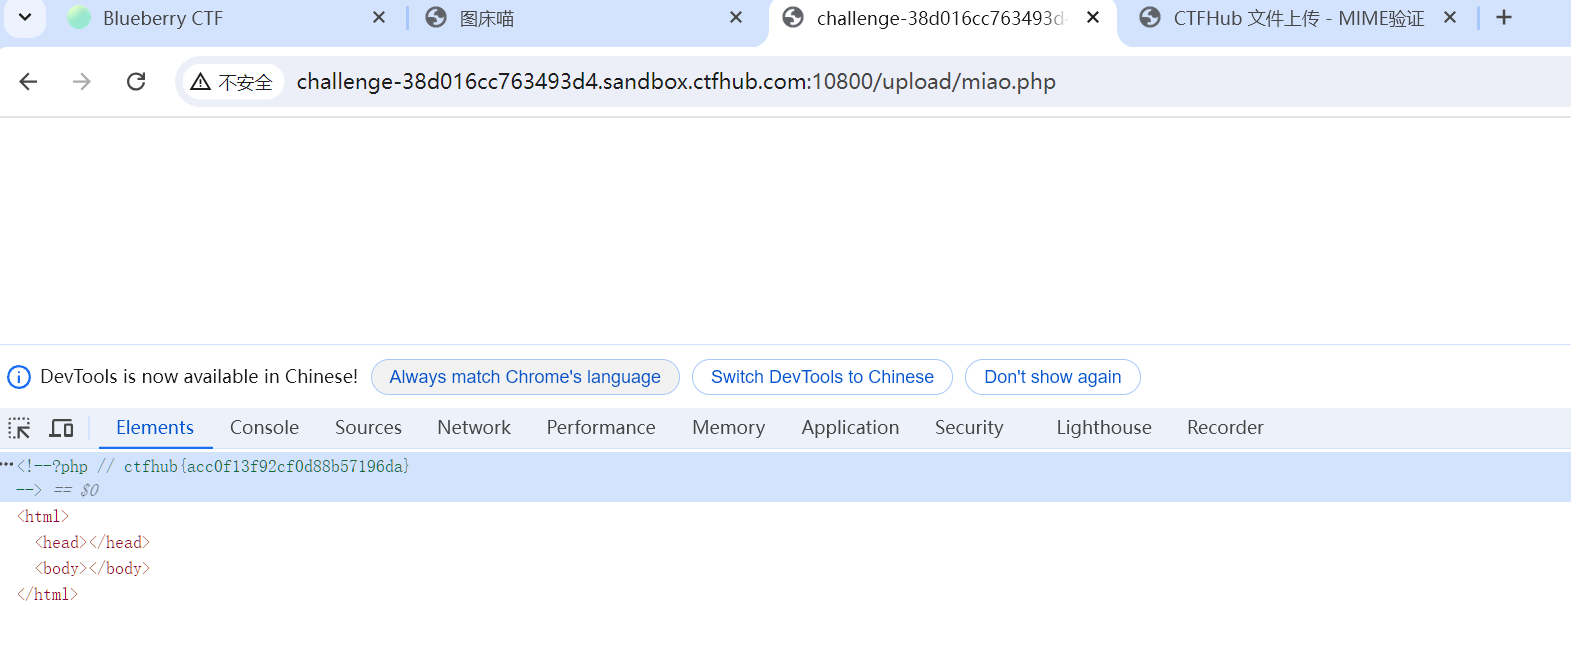 Blueberry CTF
图床喵
challenge-38d016cc763493d
CTFHub 文件上传 - MIME验证
不安全
challenge-38d016cc763493d4.sandbox.ctfhub.com:10800/upload/miao.php
DevTools is now available in Chinese!
Always match Chrome's language
Switch DevTools to Chinese
Don't show again
Elements
Console
Sources
Network
Performance
Memory
Application
Security
Lighthouse
Recorder
···<!--?php // ctfhub{acc0f13f92cf0d88b57196da}
--> == $0
<html>
<head></head>
<body></body>
</html>